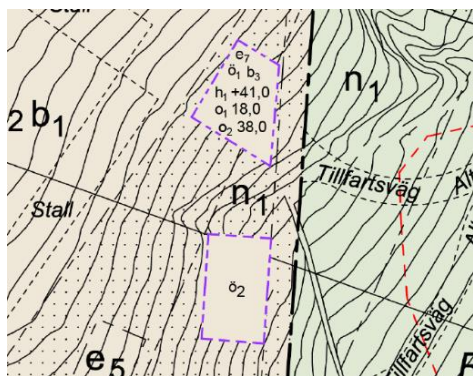 Stall
e7
ö1 b3
h1 +41,0
o1 18,0
o2 38,0
n1
2 b1
Tillfartsväg
Stall
n1
ö2
Tillfartsväg
e5